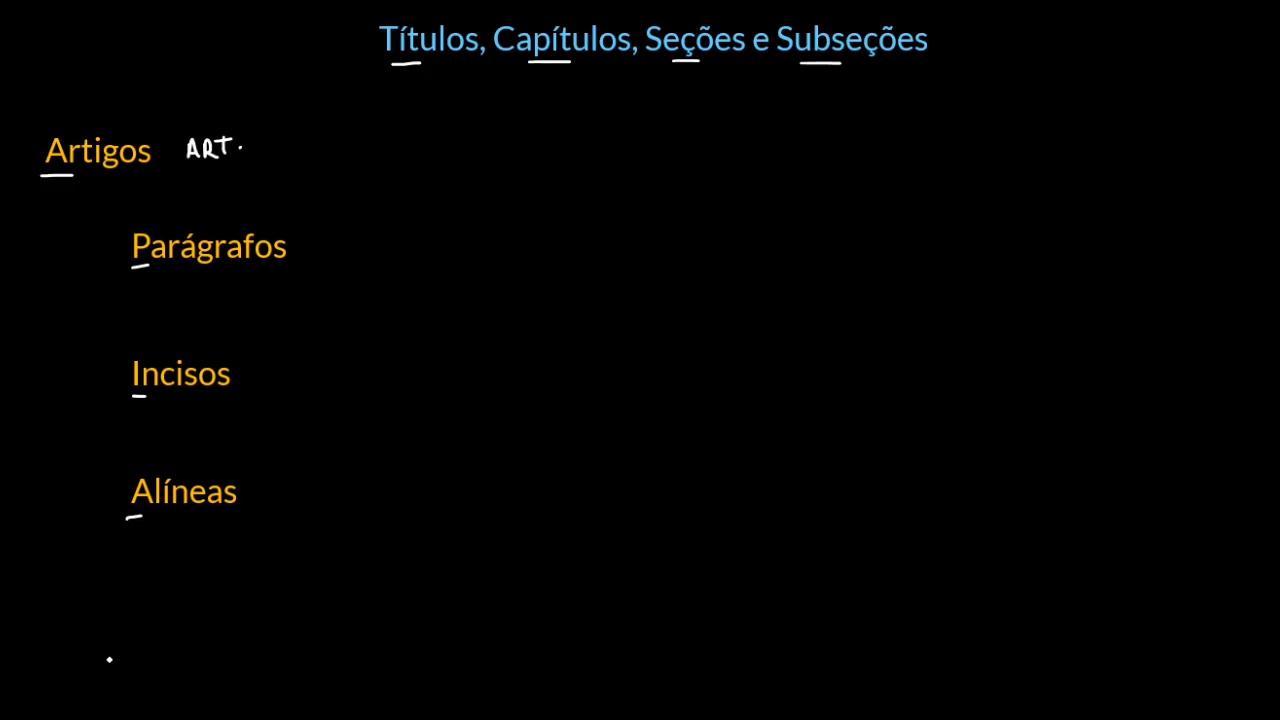 Títulos, Capítulos, Seções e Subseções
Artigos ART.
Parágrafos
Incisos
Alíneas